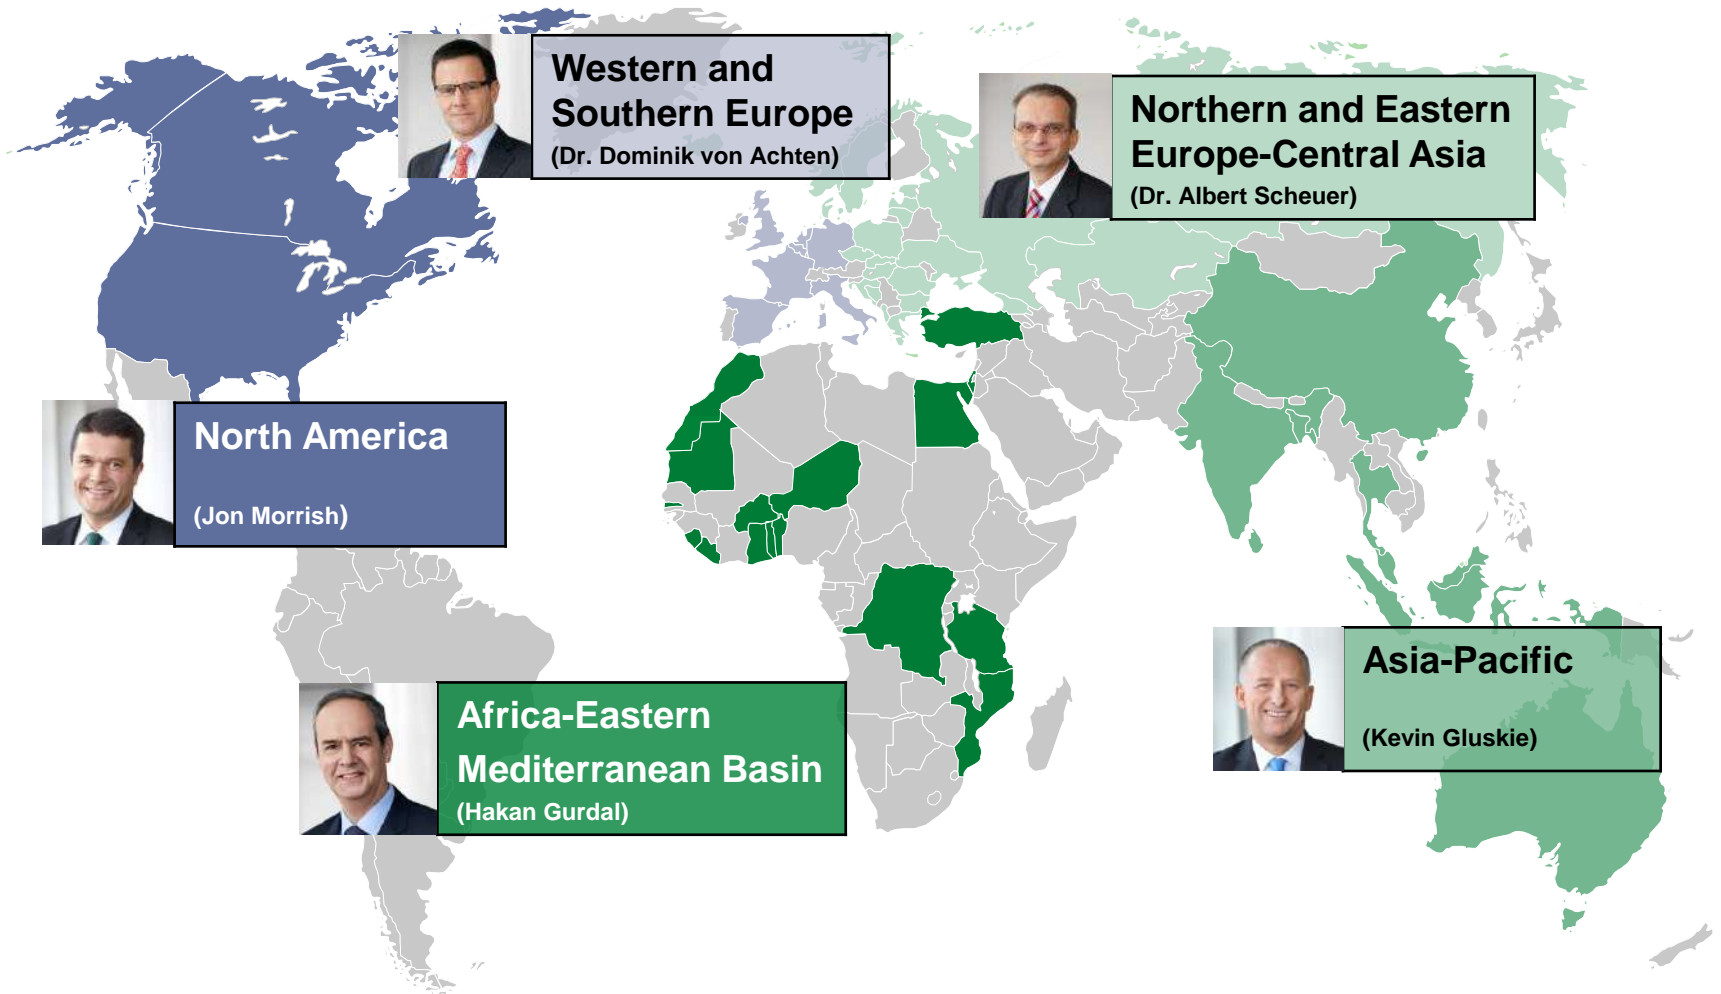 Western and
Southern Europe
(Dr. Dominik von Achten)
Northern and Eastern
Europe-Central Asia
(Dr. Albert Scheuer)
North America
(Jon Morrish)
Asia-Pacific
(Kevin Gluskie)
Africa-Eastern
Mediterranean Basin
(Hakan Gurdal)